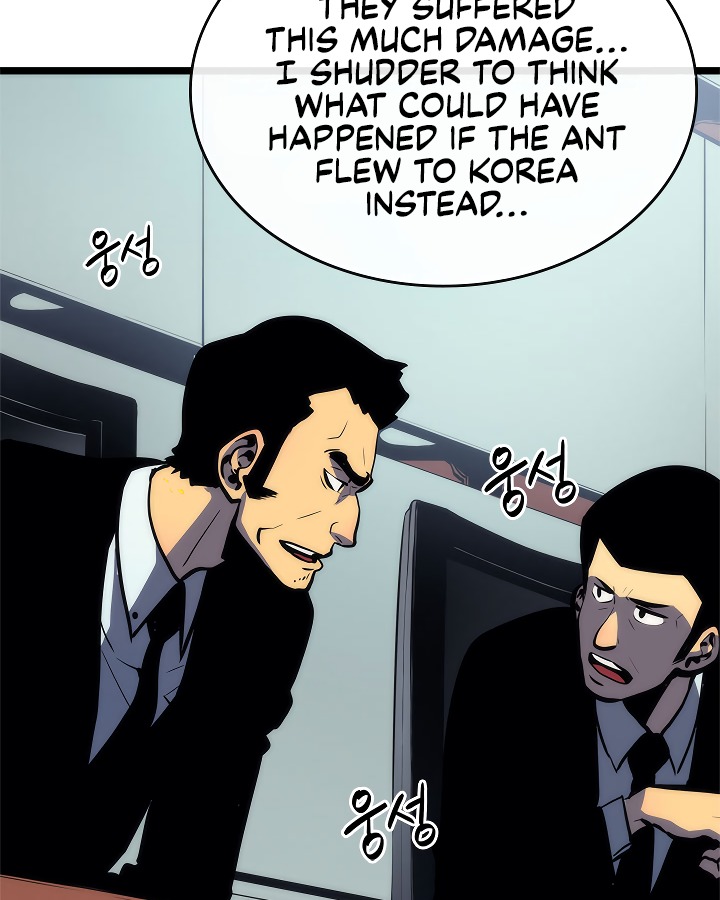 THEY SUFFERED
THIS MUCH DAMAGE...
I SHUDDER TO THINK
WHAT COULD HAVE
HAPPENED IF THE ANT
FLEW TO KOREA
INSTEAD...
웅성
웅성
웅성